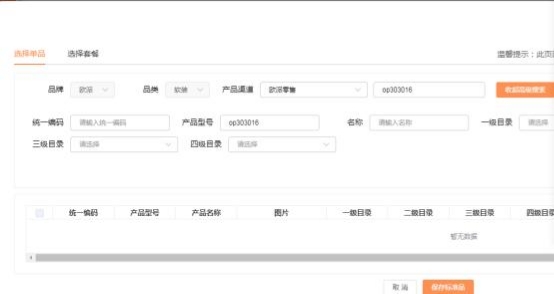 选择单品 选择套餐 温馨提示：此页
品牌 欧派 品类 软装 产品渠道 欧派零售 op303016 收起高级搜索
统一编码 请输入统一编码 产品型号 op303016 名称 请输入名称 一级目录 请选择
三级目录 请选择 四级目录 请选择
统一编码 产品型号 产品名称 图片 一级目录 二级目录 三级目录 四级目录
暂无数据
取消 保存标准品